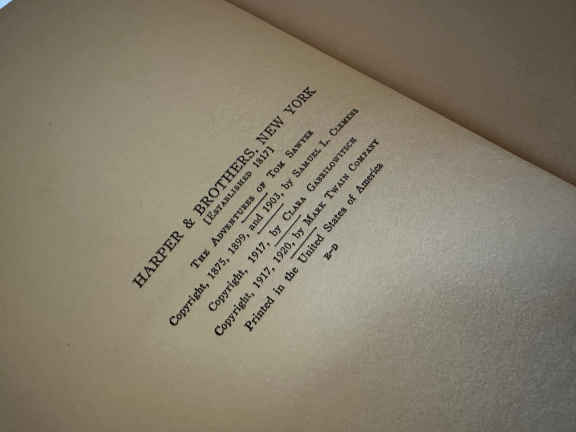 HARPER & BROTHERS, NEW YORK
[ESTABLISHED 1817]
THE ADVENTURES OF TOM SAWYER
Copyright, 1875, 1899, and 1903, by SAMUEL L. CLEMENS
Copyright, 1917, by CLARA GABRILOWITSCH
Copyright, 1917, 1920, by MARK TWAIN COMPANY
Printed in the United States of America
E-D